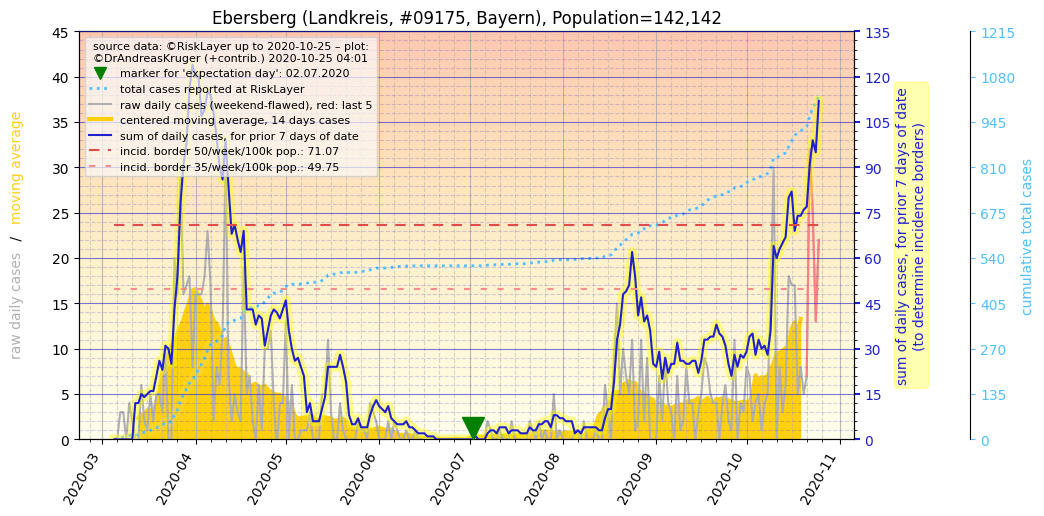 Ebersberg (Landkreis, #09175, Bayern), Population=142,142
source data: ©RiskLayer up to 2020-10-25 – plot:
©DrAndreasKruger (+contrib.) 2020-10-25 04:01
marker for 'expectation day': 02.07.2020
total cases reported at RiskLayer
raw daily cases (weekend-flawed), red: last 5
centered moving average, 14 days cases
sum of daily cases, for prior 7 days of date
incid. border 50/week/100k pop.: 71.07
incid. border 35/week/100k pop.: 49.75
raw daily cases / moving average
45
40
35
30
25
20
15
10
5
0
2020-03
2020-04
2020-05
2020-06
2020-07
2020-08
2020-09
2020-10
2020-11
135
120
105
90
75
60
45
30
15
0
sum of daily cases, for prior 7 days of date
(to determine incidence borders)
1215
1080
945
810
675
540
405
270
135
0
cumulative total cases